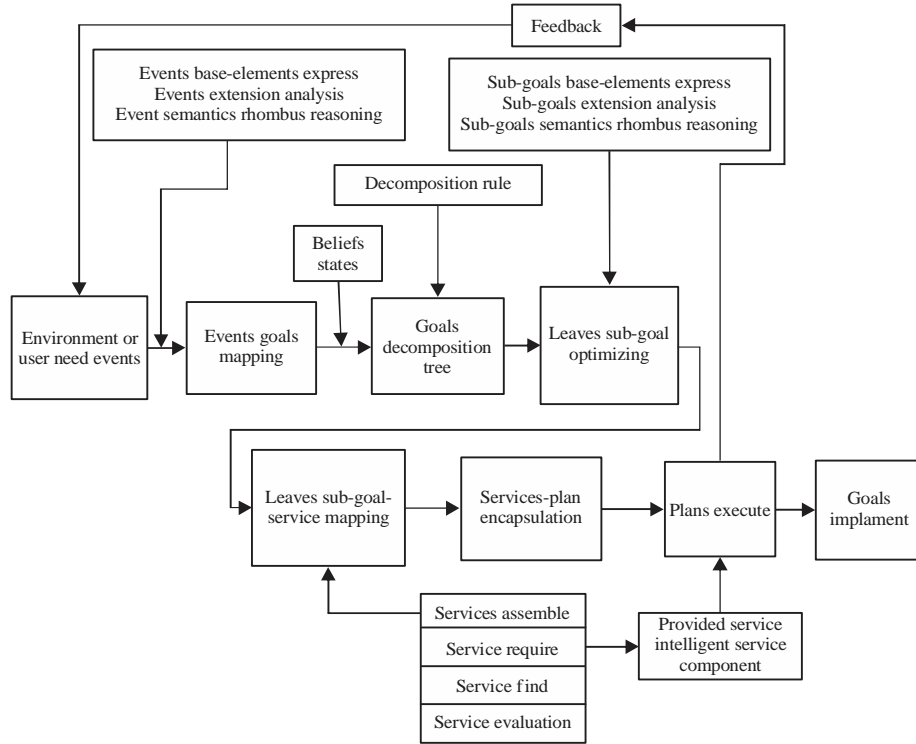 Feedback
Events base-elements express
Events extension analysis
Event semantics rhombus reasoning
Sub-goals base-elements express
Sub-goals extension analysis
Sub-goals semantics rhombus reasoning
Decomposition rule
Beliefs
states
Environment or
user need events
Events goals
mapping
Goals
decomposition
tree
Leaves sub-goal
optimizing
Leaves sub-goal-
service mapping
Services-plan
encapsulation
Plans execute
Goals
implament
Services assemble
Service require
Service find
Service evaluation
Provided service
intelligent service
component